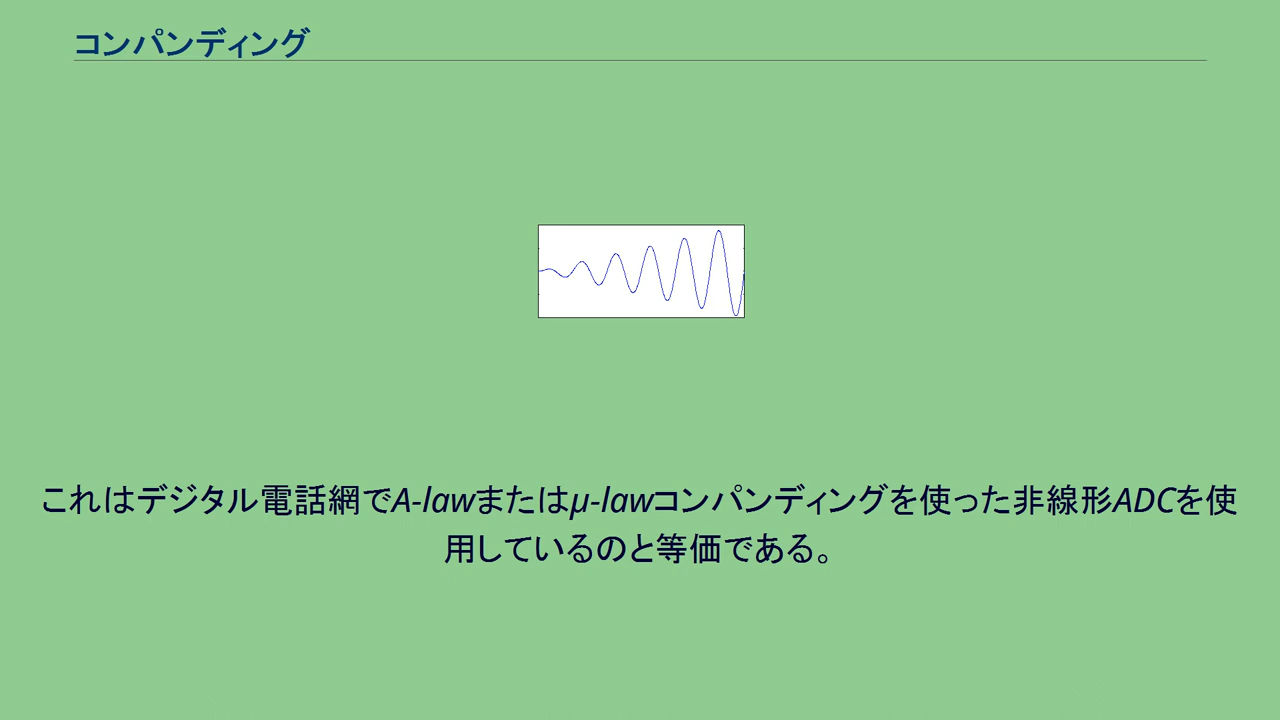 コンパンディング
これはデジタル電話網でA-lawまたはμ-lawコンパンディングを使った非線形ADCを使
用しているのと等価である。